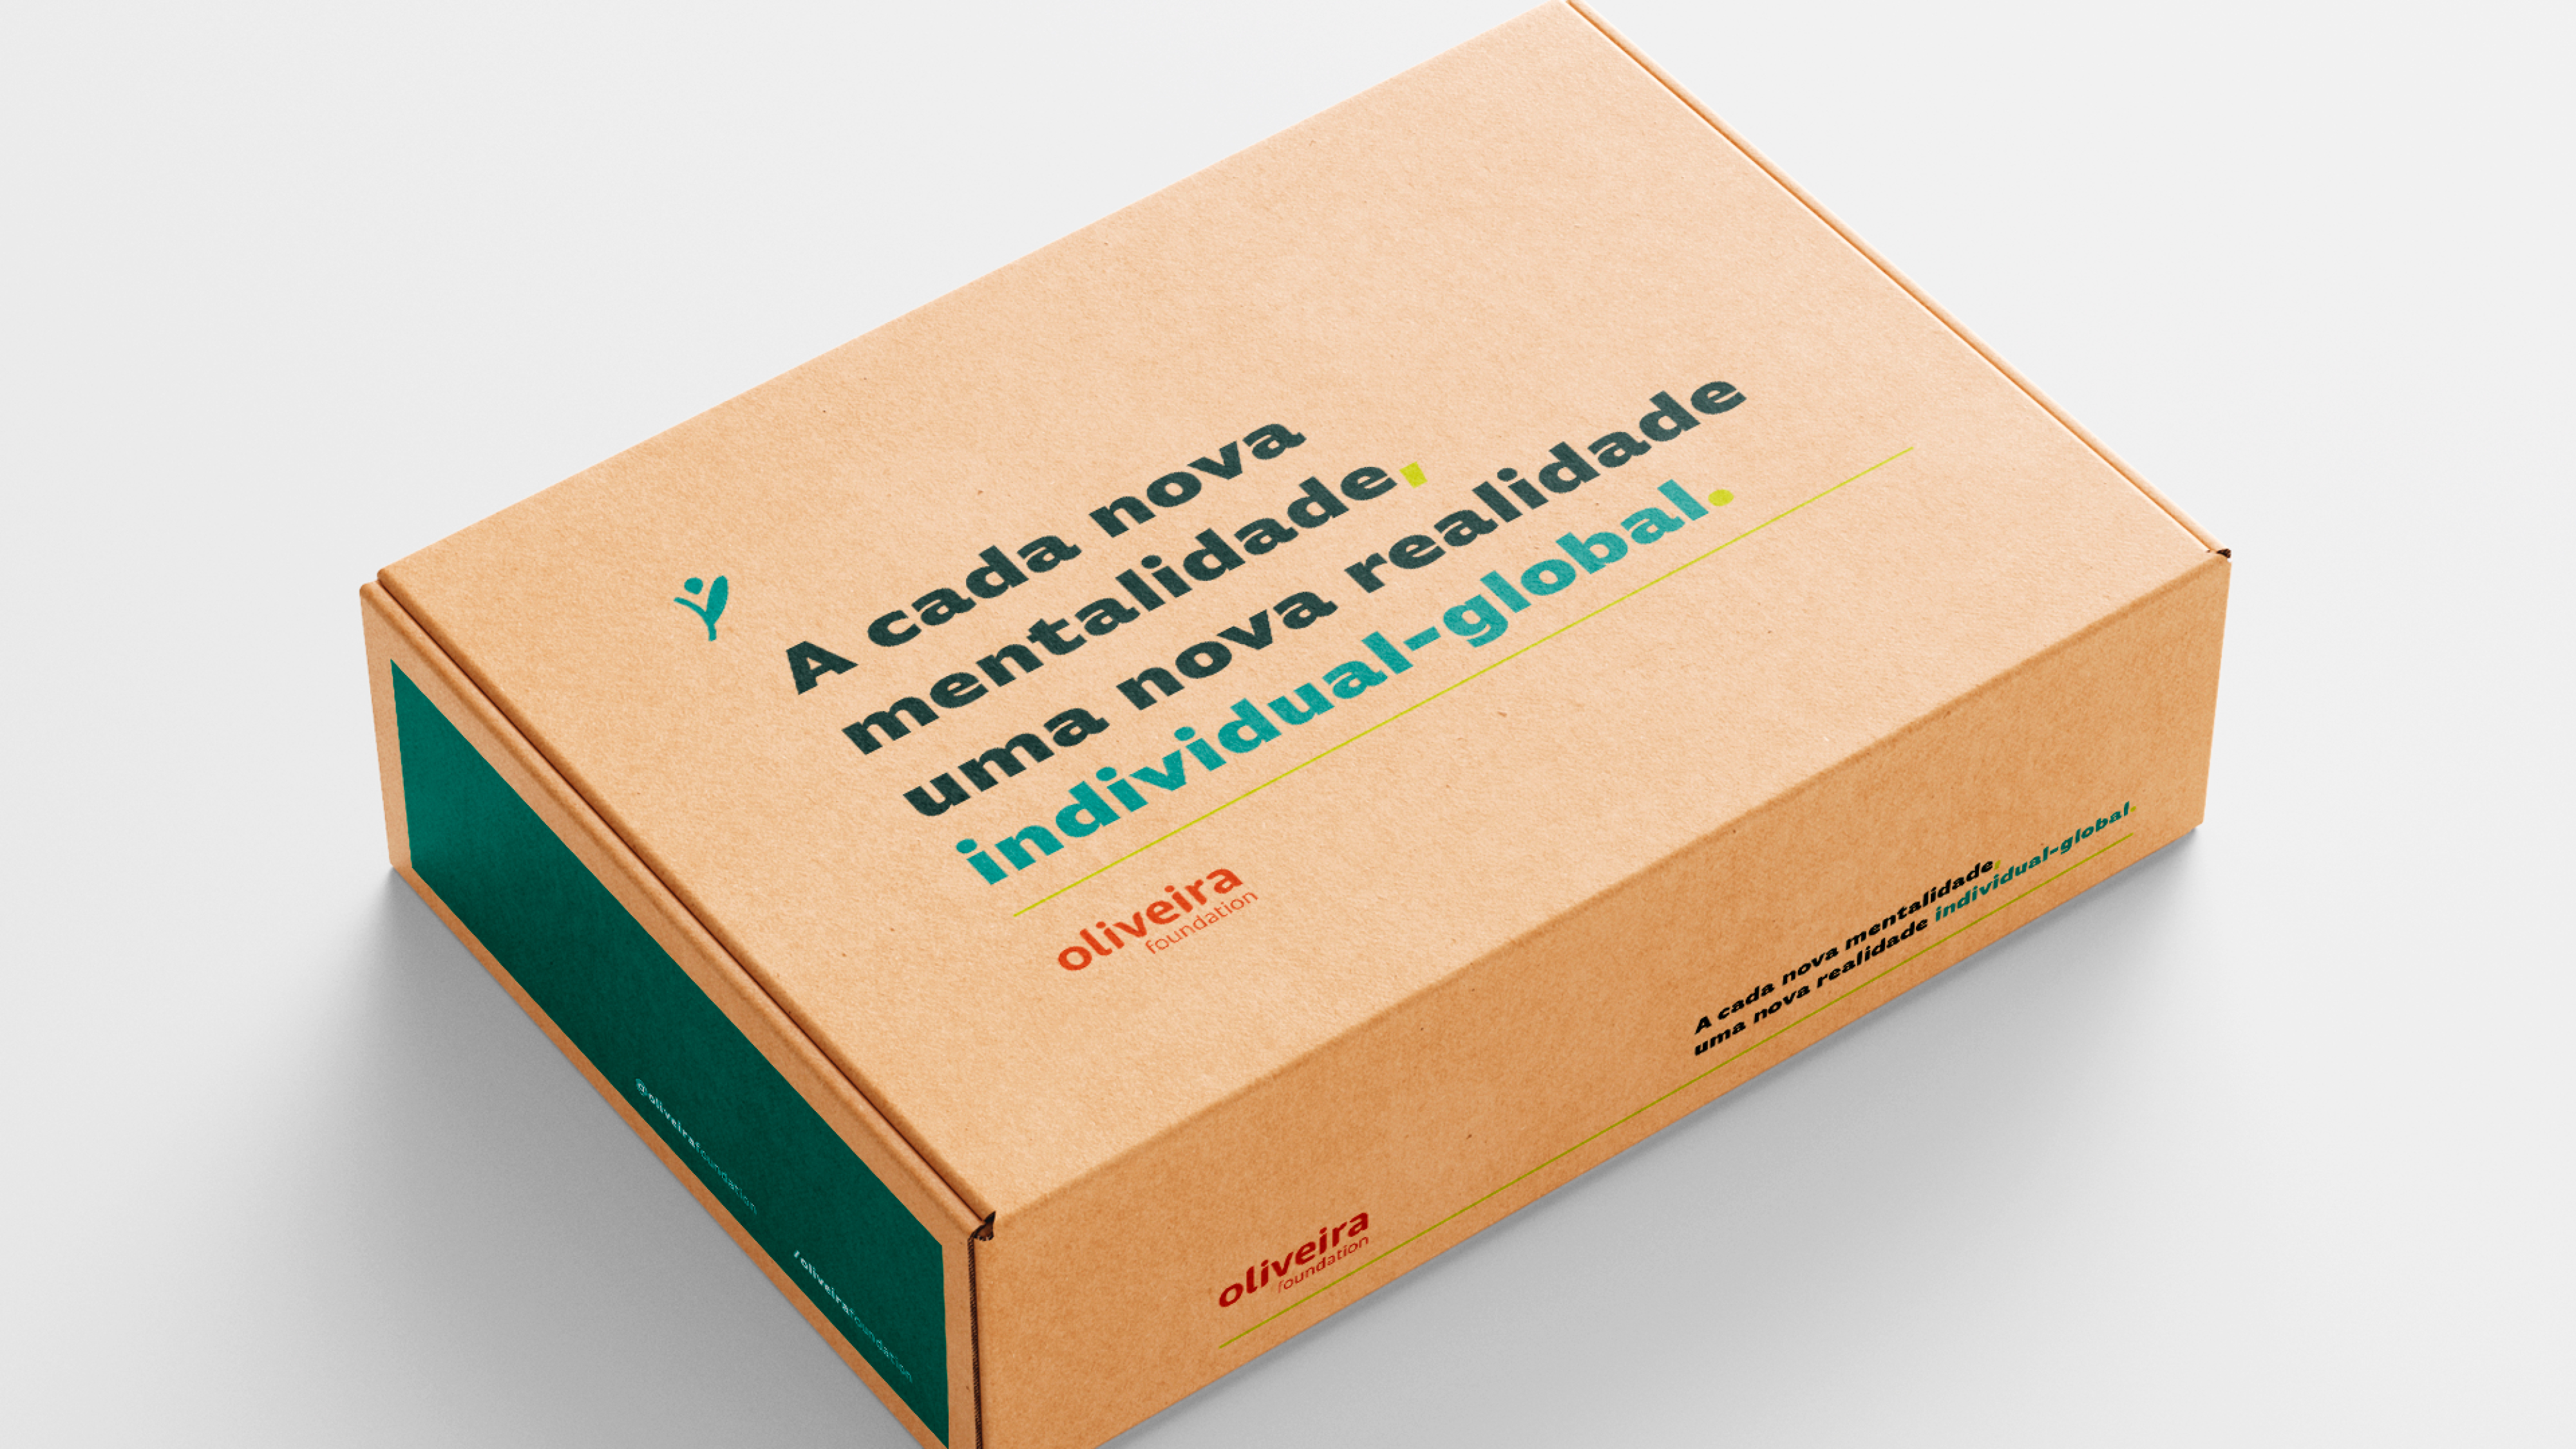 A cada nova
mentalidade,
uma nova realidade
individual-global.
oliveira
foundation
@oliveirafoundation
/oliveirafoundation
oliveira
foundation
A cada nova mentalidade,
uma nova realidade individual-global.